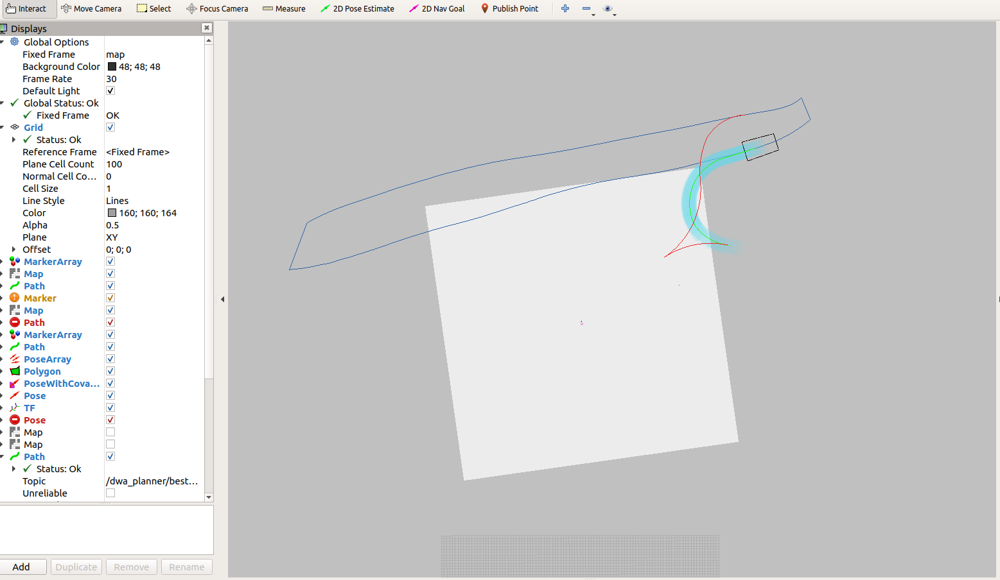 Interact Move Camera Select Focus Camera Measure 2D Pose Estimate 2D Nav Goal Publish Point
Displays
Global Options
Fixed Frame map
Background Color 48; 48; 48
Frame Rate 30
Default Light
Global Status: Ok
Fixed Frame OK
Grid
Status: Ok
Reference Frame <Fixed Frame>
Plane Cell Count 100
Normal Cell Co... 0
Cell Size 1
Line Style Lines
Color 160; 160; 164
Alpha 0.5
Plane XY
Offset 0; 0; 0
MarkerArray
Map
Path
Marker
Map
Path
MarkerArray
Path
PoseArray
Polygon
PoseWithCova...
Pose
TF
Pose
Map
Map
Path
Status: Ok
Topic /dwa_planner/best...
Unreliable
Add Duplicate Remove Rename